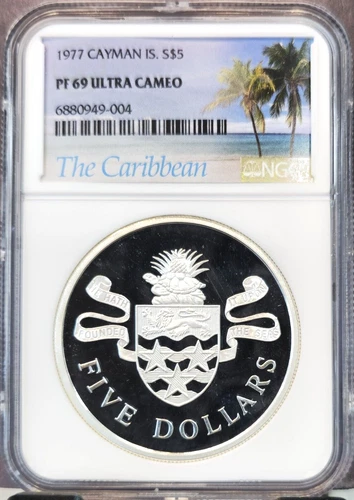 1977 CAYMAN IS. S$5
PF 69 ULTRA CAMEO
6880949-004
The Caribbean
NGC
HATH
FOUNDED
THE SEAS
FIVE DOLLARS